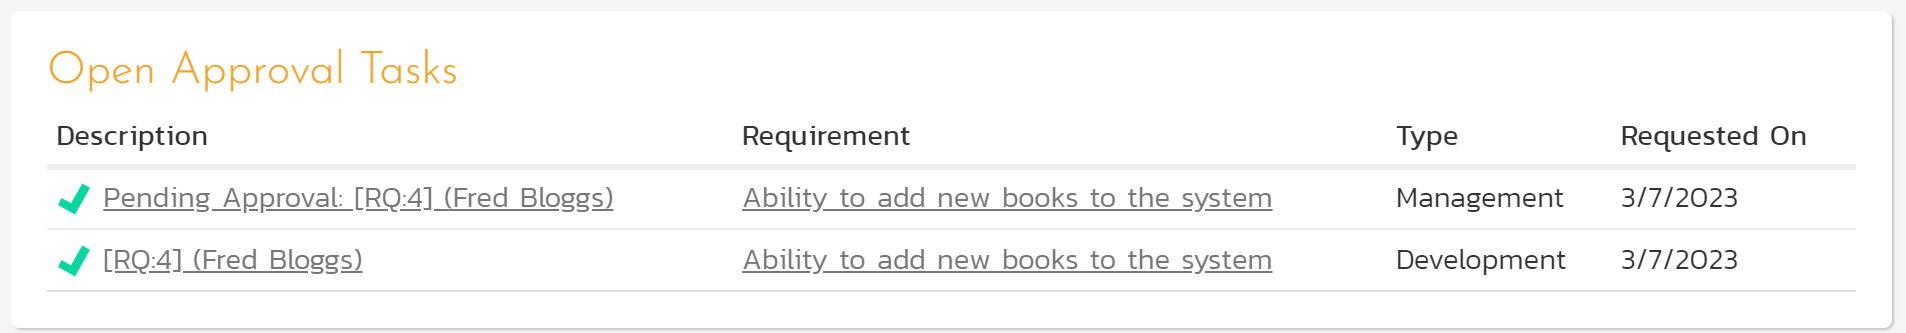 Open Approval Tasks
Description Requirement Type Requested On
Pending Approval: [RQ:4] (Fred Bloggs) Ability to add new books to the system Management 3/7/2023
[RQ:4] (Fred Bloggs) Ability to add new books to the system Development 3/7/2023